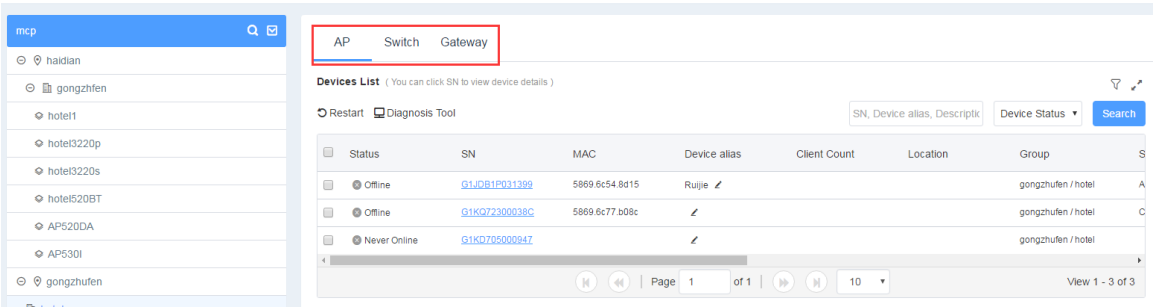 mcp
haidian
gongzhfen
hotel1
hotel3220p
hotel3220s
hotel520BT
AP520DA
AP530I
gongzhufen
AP Switch Gateway
Devices List ( You can click SN to view device details )
Restart Diagnosis Tool
SN, Device alias, Descriptic Device Status Search
Status SN MAC Device alias Client Count Location Group S
Offline G1JDB1P031399 5869.6c54.8d15 Ruijie gongzhufen / hotel A
Offline G1KQ72300038C 5869.6c77.b08c gongzhufen / hotel C
Never Online G1KD705000947 gongzhufen / hotel
Page 1 of 1 10 View 1 - 3 of 3